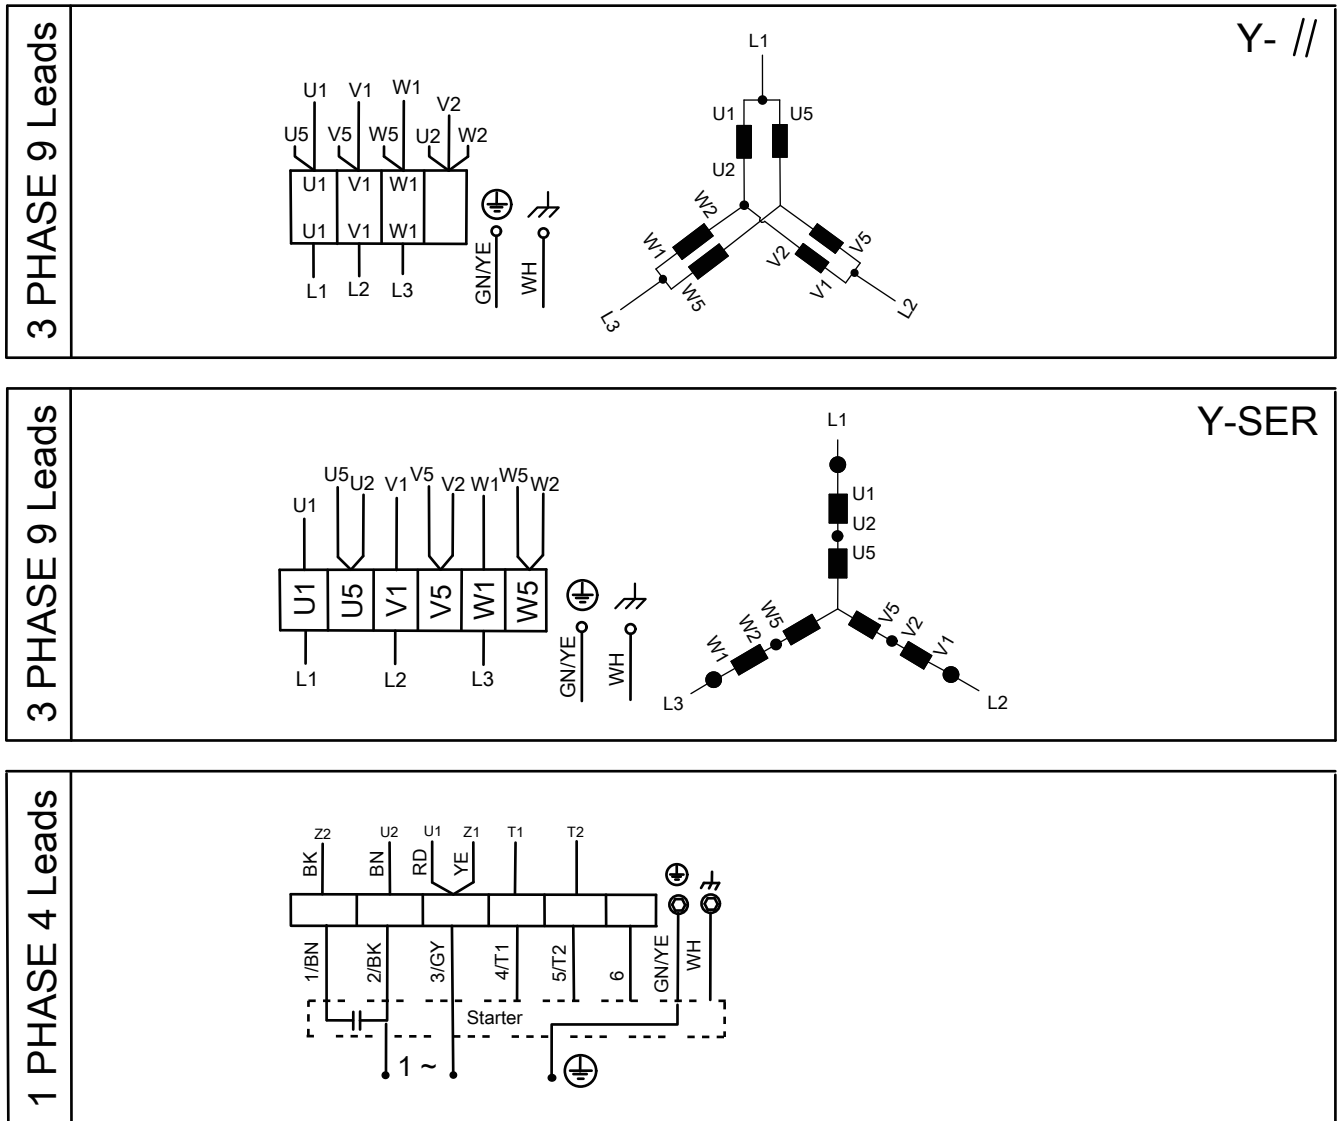 3 PHASE 9 Leads
Y- //
U1 V1 W1 V2
U5 V5 W5 U2 W2
U1 V1 W1
U1 V1 W1
L1 L2 L3
GN/YE WH
L1
U1 U5
U2
W2
W1
W5
V5
V2
V1
L3
L2
3 PHASE 9 Leads
Y-SER
U1 U5 U2 V1 V5 V2 W1 W5 W2
U1 U5 V1 V5 W1 W5
L1 L2 L3
GN/YE WH
L1
U1
U2
U5
W5
W2
W1
V5
V2
V1
L3
L2
1 PHASE 4 Leads
Z2 U2 U1 Z1 T1 T2
BK BN RD YE
1/BN 2/BK 3/GY 4/T1 5/T2 6 GN/YE WH
Starter
1 ~